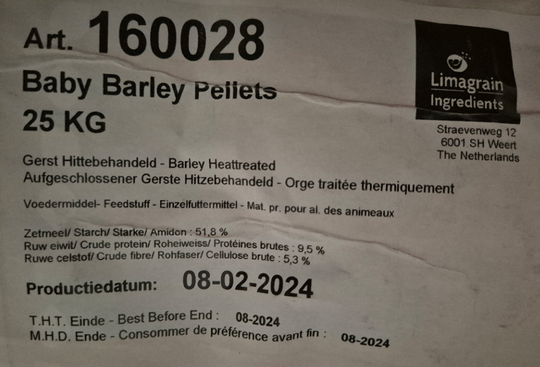 Art. 160028
Baby Barley Pellets
25 KG
Limagrain
Ingredients
Straevenweg 12
6001 SH Weert
The Netherlands
Gerst Hittebehandeld - Barley Heattreated
Aufgeschlossener Gerste Hitzebehandeld - Orge traitée thermiquement
Voedermiddel- Feedstuff - Einzelfuttermittel - Mat. pr. pour al. des animeaux
Zetmeel/ Starch/ Starke/ Amidon : 51,8 %
Ruw eiwit/ Crude protein/ Roheiweiss/ Protéines brutes : 9,5 %
Ruwe celstof/ Crude fibre/ Rohfaser/ Cellulose brute : 5,3 %
Productiedatum: 08-02-2024
T.H.T. Einde - Best Before End : 08-2024
M.H.D. Ende - Consommer de préférence avant fin : 08-2024